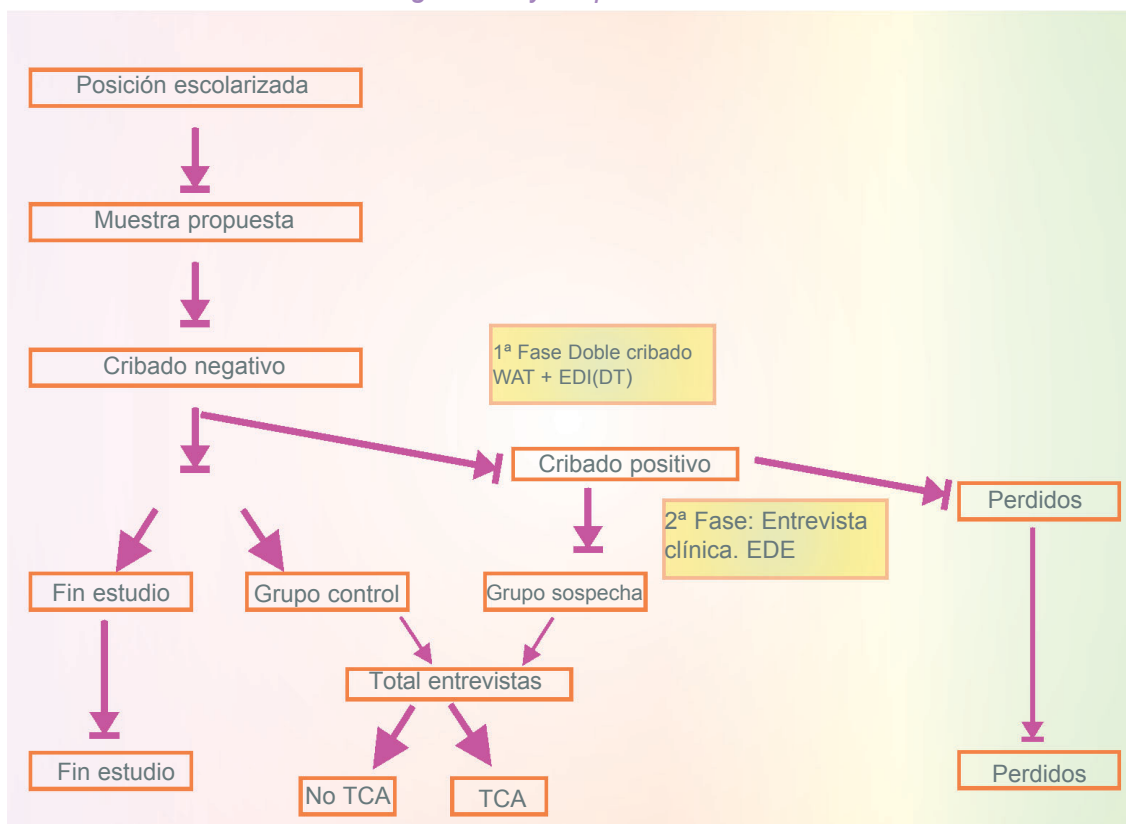 Posición escolarizada
Muestra propuesta
Cribado negativo
1ª Fase Doble cribado
WAT + EDI(DT)
Cribado positivo
Perdidos
2ª Fase: Entrevista
clínica. EDE
Fin estudio
Grupo control
Grupo sospecha
Total entrevistas
Fin estudio
No TCA
TCA
Perdidos